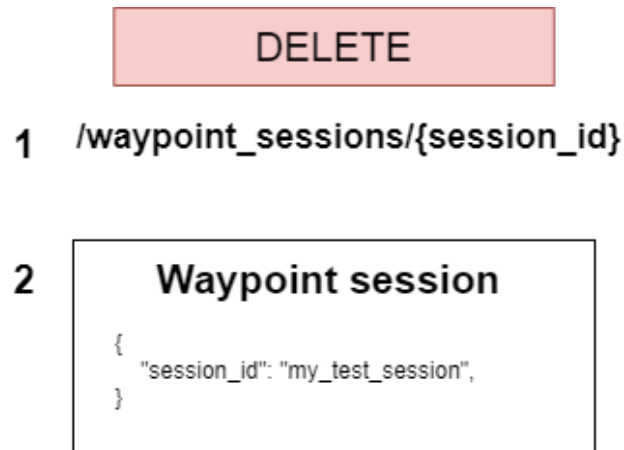 DELETE
1 /waypoint_sessions/{session_id}
2 Waypoint session
{
"session_id": "my_test_session",
}